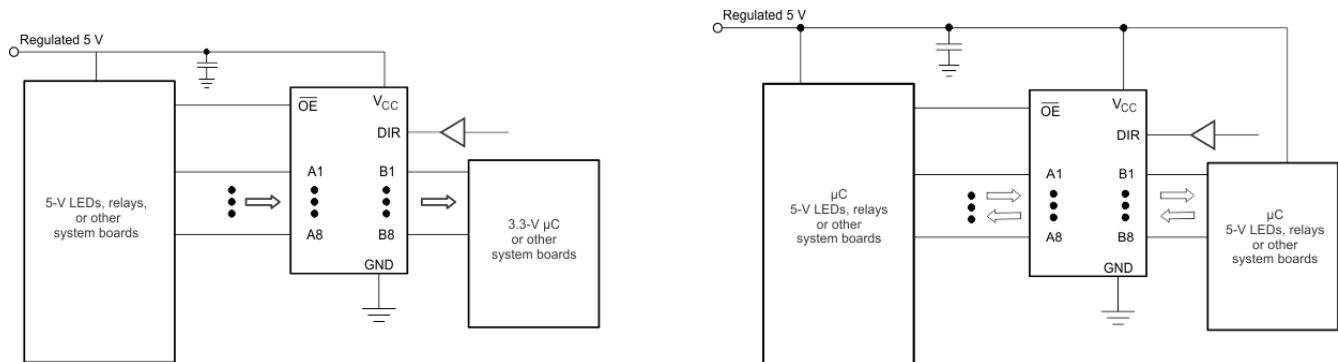 Regulated 5 V
OE
VCC
DIR
A1
B1
5-V LEDs, relays,
or other
system boards
A8
B8
3.3-V µC
or other
system boards
GND
Regulated 5 V
OE
VCC
DIR
A1
B1
µC
5-V LEDs, relays
or other
system boards
A8
B8
µC
5-V LEDs, relays
or other
system boards
GND